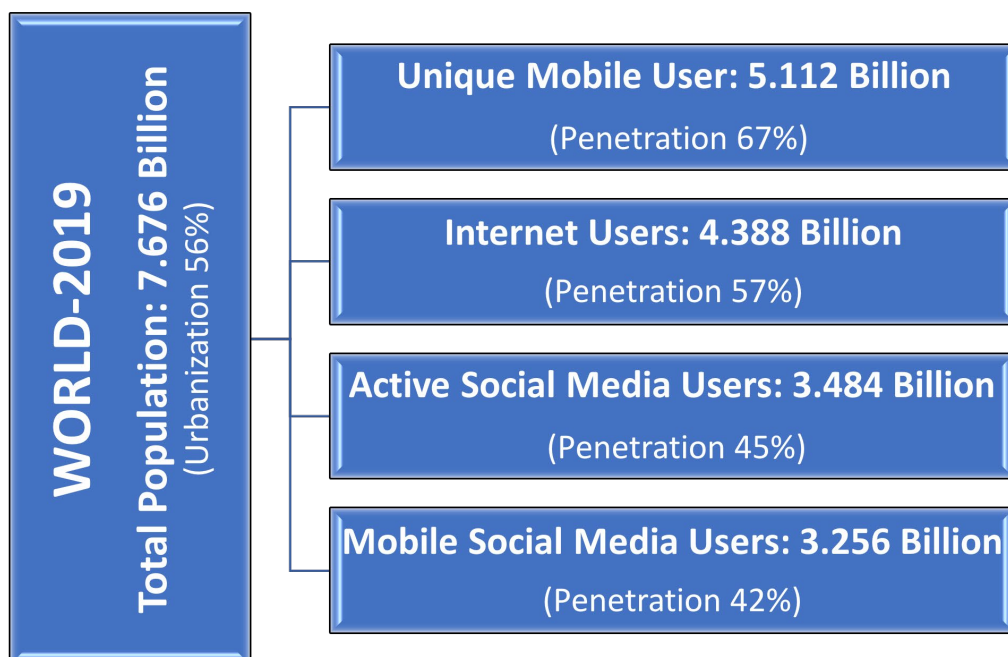 WORLD-2019
Total Population: 7.676 Billion
(Urbanization 56%)
Unique Mobile User: 5.112 Billion
(Penetration 67%)
Internet Users: 4.388 Billion
(Penetration 57%)
Active Social Media Users: 3.484 Billion
(Penetration 45%)
Mobile Social Media Users: 3.256 Billion
(Penetration 42%)